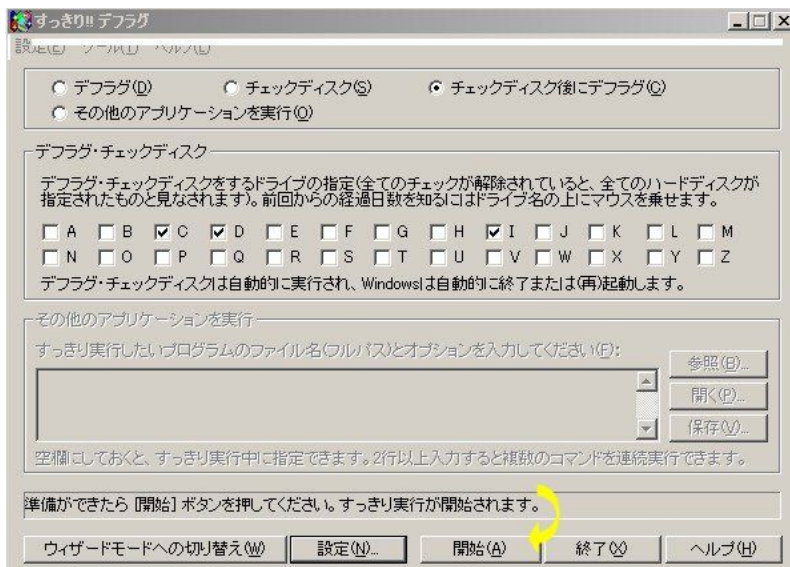 すっきり!! デフラグ
設定(E) ツール(T) ヘルプ(L)
デフラグ(D) チェックディスク(S) チェックディスク後にデフラグ(C)
その他のアプリケーションを実行(O)
デフラグ・チェックディスク
デフラグ・チェックディスクをするドライブの指定(全てのチェックが解除されていると、全てのハードディスクが
指定されたものと見なされます)。前回からの経過日数を知るにはドライブ名の上にマウスを乗せます。
A B C D E F G H I J K L M
N O P Q R S T U V W X Y Z
デフラグ・チェックディスクは自動的に実行され、Windowsは自動的に終了または(再)起動します。
その他のアプリケーションを実行
すっきり実行したいプログラムのファイル名(フルパス)とオプションを入力してください(F):
参照(B)...
開く(P)...
保存(V)...
空欄にしておくと、すっきり実行中に指定できます。2行以上入力すると複数のコマンドを連続実行できます。
準備ができたら [開始] ボタンを押してください。すっきり実行が開始されます。
ウィザードモードへの切り替え(W) 設定(N)... 開始(A) 終了(X) ヘルプ(H)